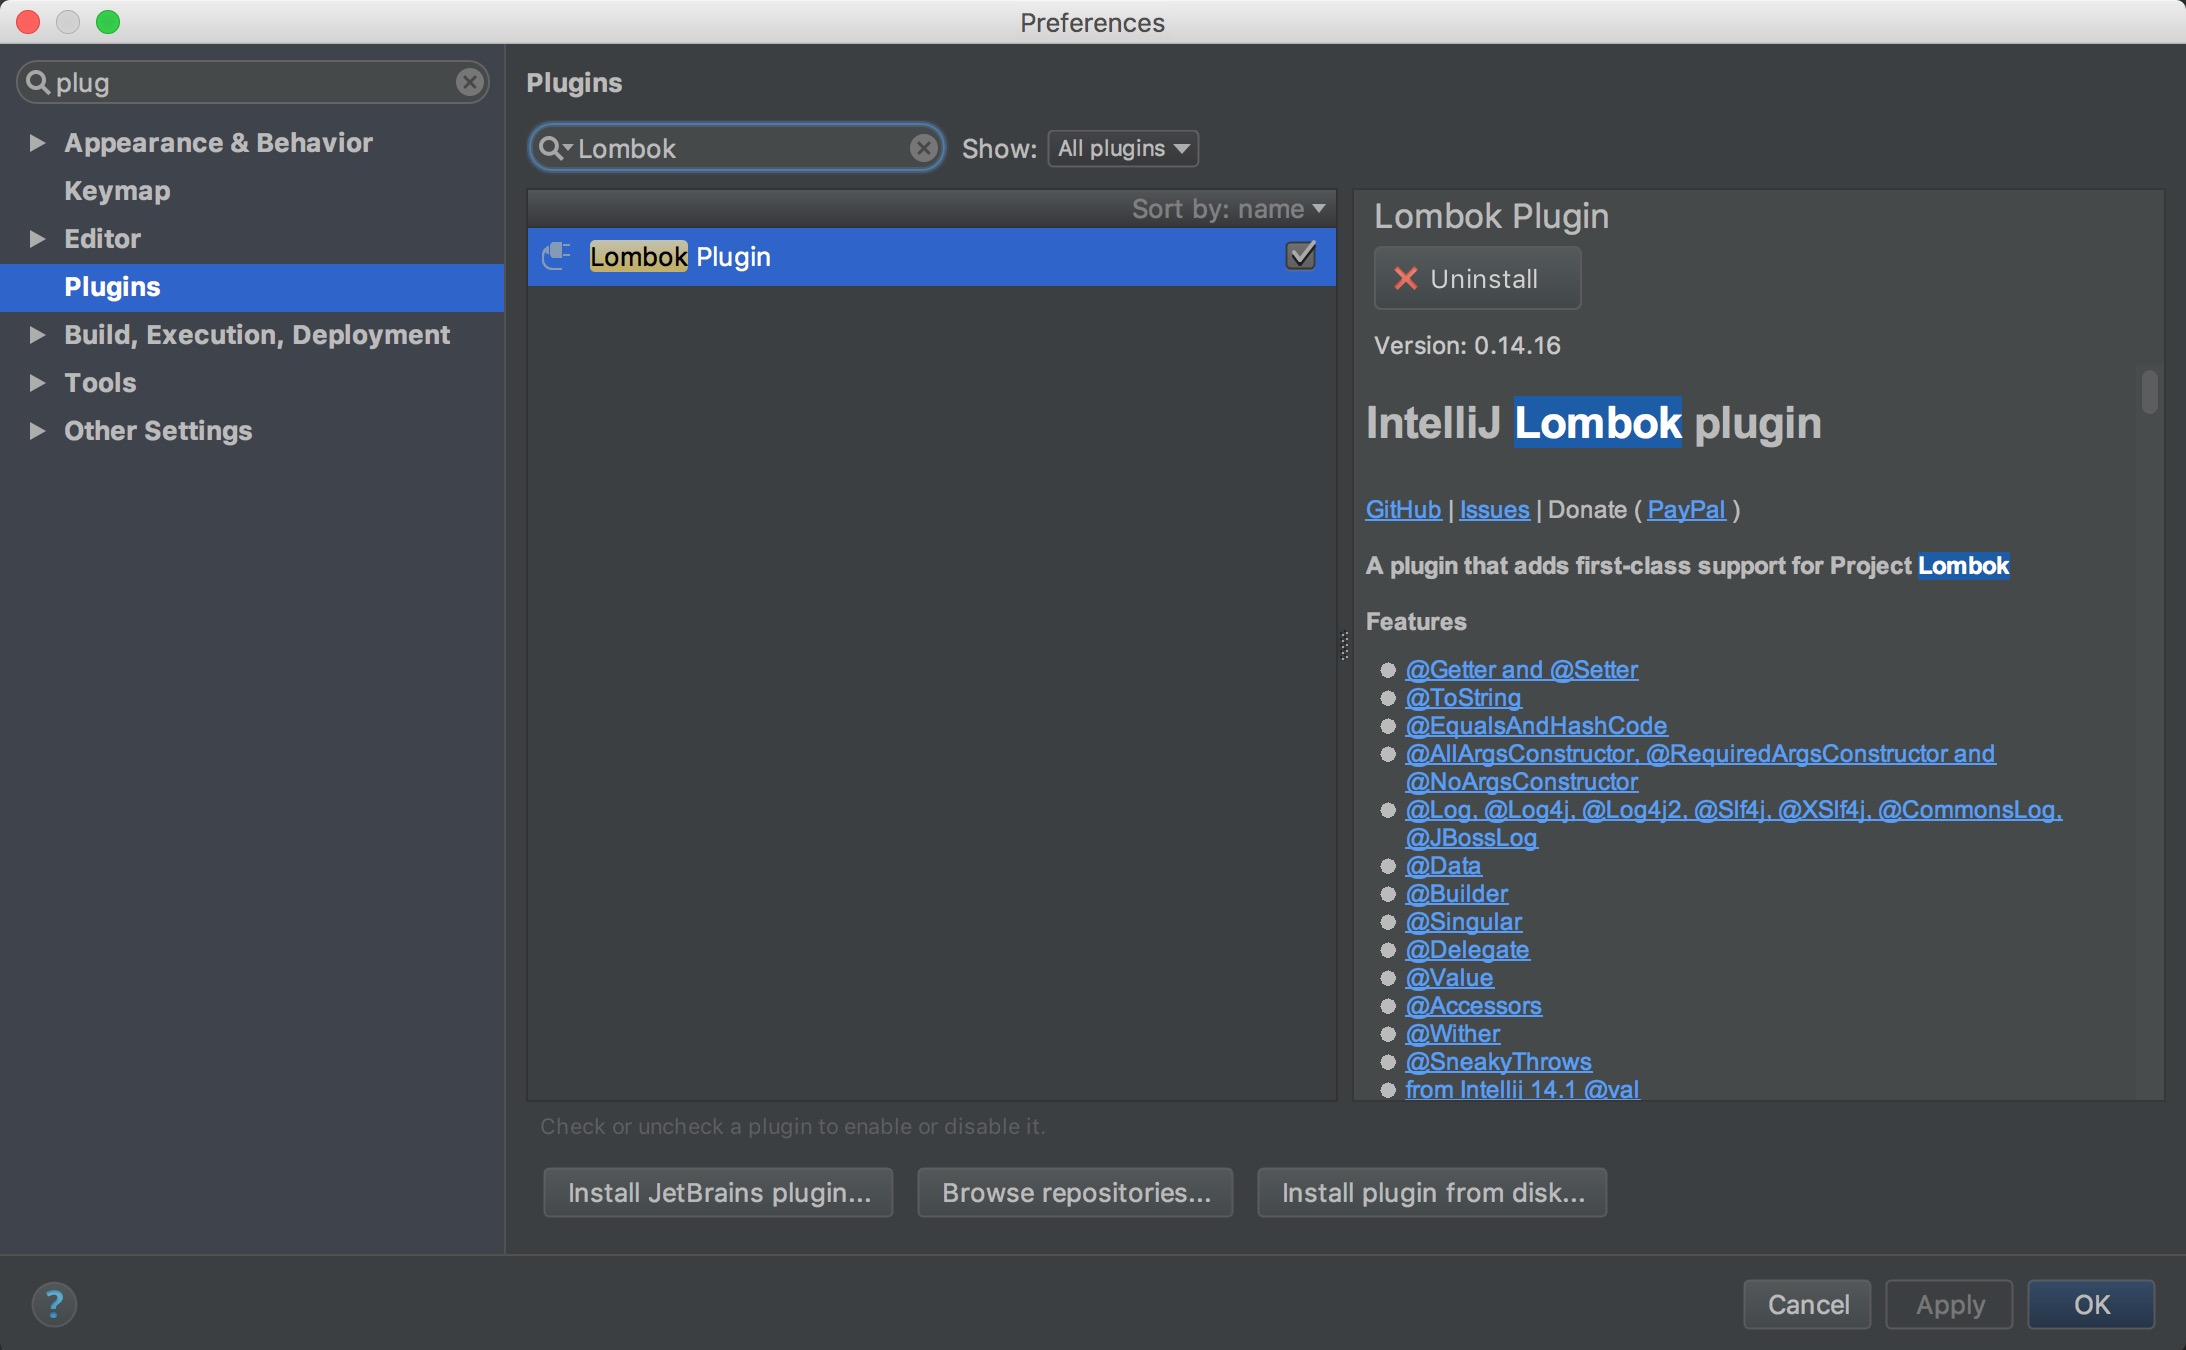 Preferences
plug
Appearance & Behavior
Keymap
Editor
Plugins
Build, Execution, Deployment
Tools
Other Settings
Plugins
Lombok
Show: All plugins
Sort by: name
Lombok Plugin
Lombok Plugin
Uninstall
Version: 0.14.16
IntelliJ Lombok plugin
GitHub | Issues | Donate ( PayPal )
A plugin that adds first-class support for Project Lombok
Features
@Getter and @Setter
@ToString
@EqualsAndHashCode
@AllArgsConstructor, @RequiredArgsConstructor and
@NoArgsConstructor
@Log, @Log4j, @Log4j2, @Slf4j, @XSlf4j, @CommonsLog,
@JBossLog
@Data
@Builder
@Singular
@Delegate
@Value
@Accessors
@Wither
@SneakyThrows
from Intellij 14.1 @val
Check or uncheck a plugin to enable or disable it.
Install JetBrains plugin...
Browse repositories...
Install plugin from disk...
?
Cancel
Apply
OK